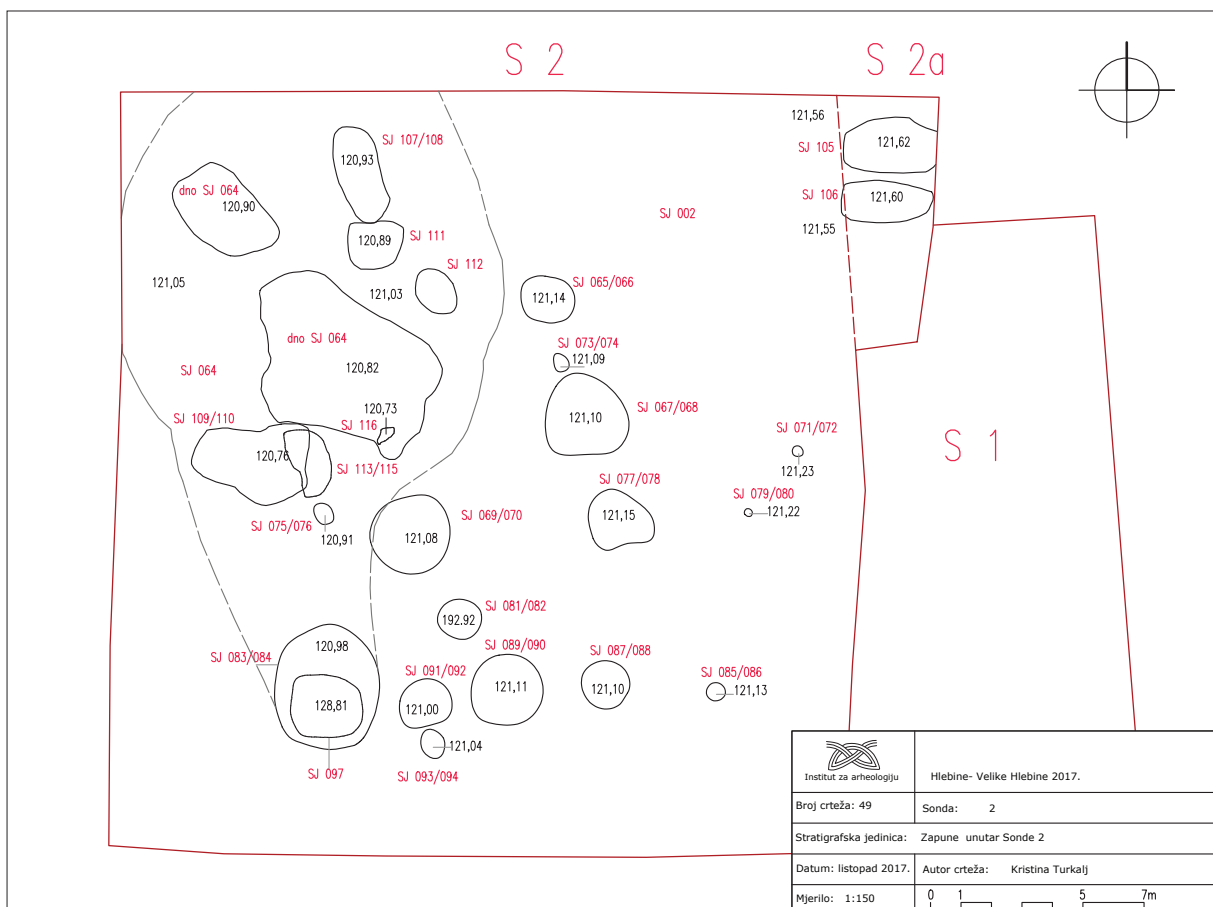 S 2
S 2a
121,56
SJ 105
121,62
SJ 107/108
120,93
dno SJ 064
120,90
SJ 106
121,60
SJ 002
121,55
120,89
SJ 111
SJ 112
121,05
121,03
SJ 065/066
121,14
dno SJ 064
SJ 073/074
121,09
120,82
SJ 064
120,73
SJ 067/068
121,10
SJ 109/110
SJ 116
SJ 071/072
S 1
120,76
SJ 113/115
121,23
SJ 077/078
SJ 079/080
121,22
SJ 075/076
SJ 069/070
121,15
120,91
121,08
SJ 081/082
192.92
120,98
SJ 083/084
SJ 089/090
SJ 087/088
SJ 091/092
SJ 085/086
121,11
121,10
121,13
128,81
121,00
121,04
SJ 097
SJ 093/094
Institut za arheologiju
Hlebine- Velike Hlebine 2017.
Broj crteža: 49
Sonda: 2
Stratigrafska jedinica: Zapune unutar Sonde 2
Datum: listopad 2017.
Autor crteža: Kristina Turkalj
Mjerilo: 1:150
0 1 5 7m